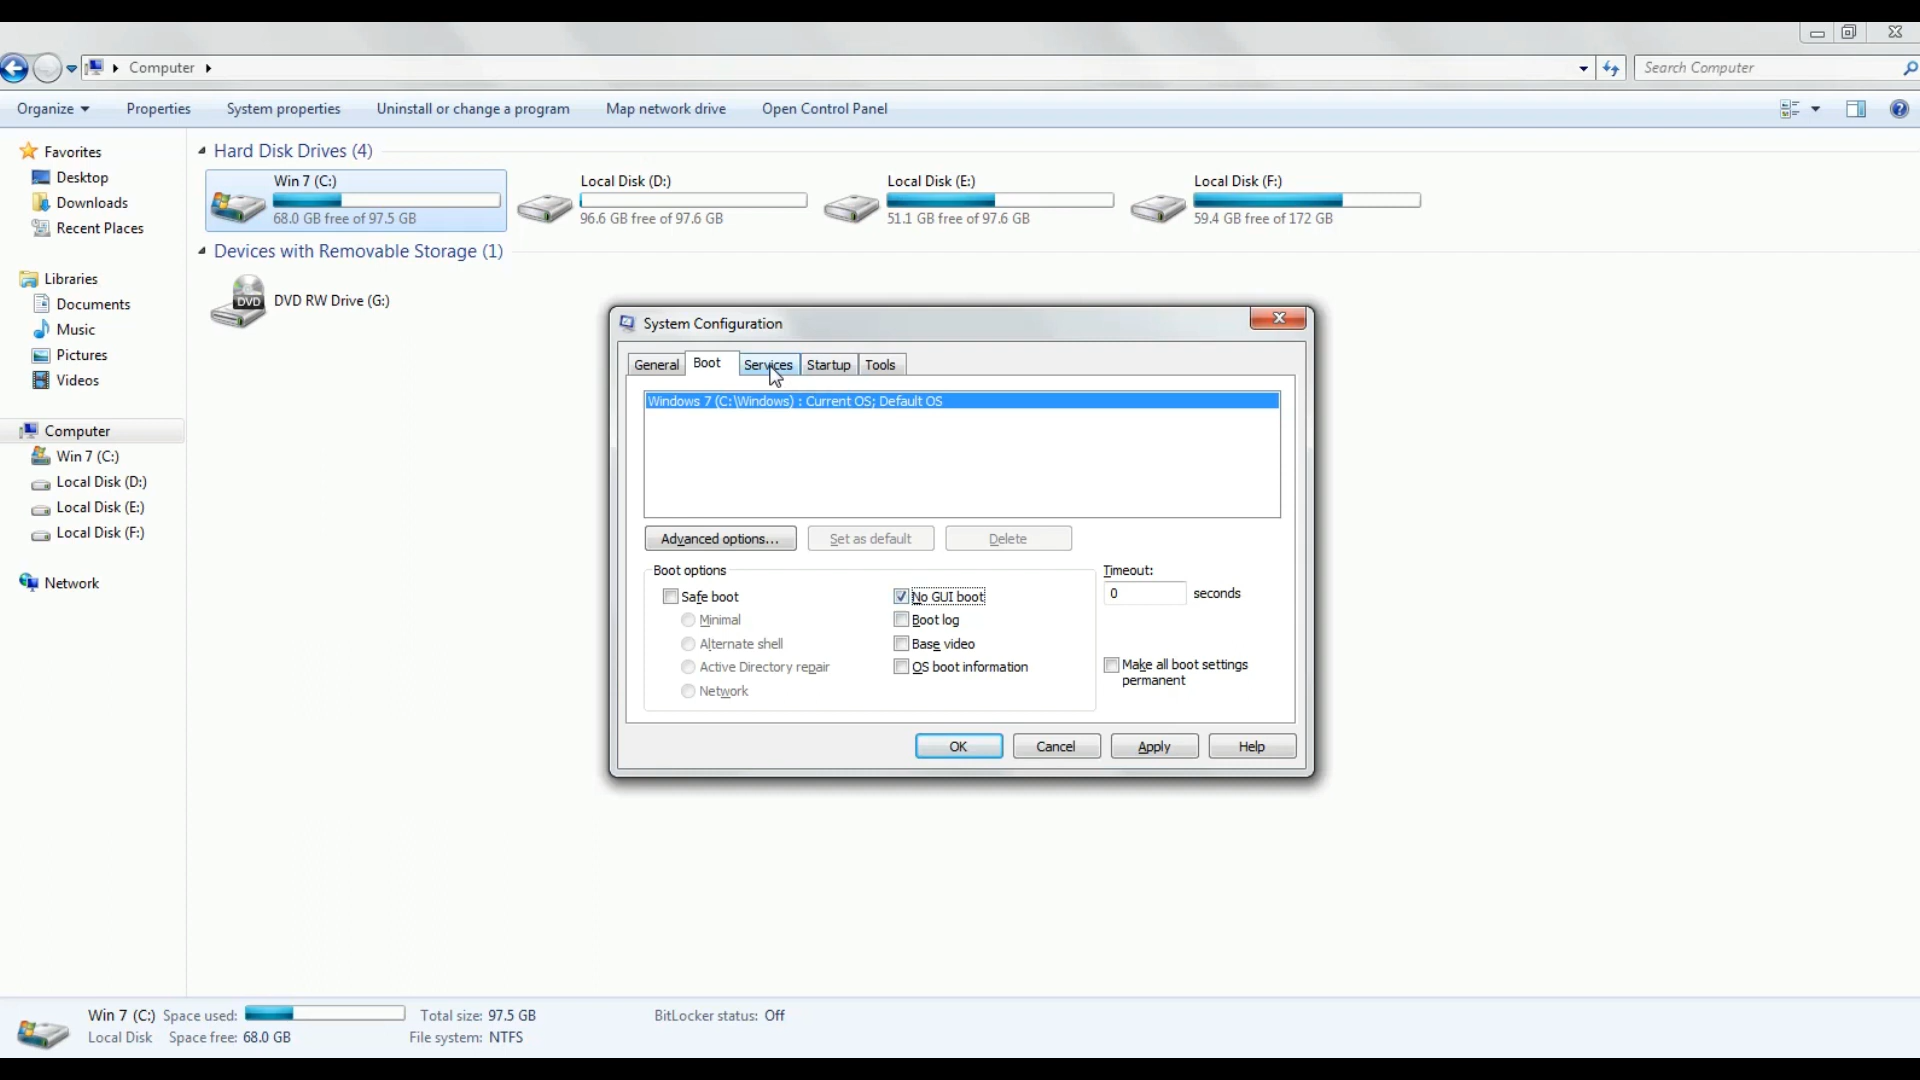 Computer
Search Computer
Organize
Properties
System properties
Uninstall or change a program
Map network drive
Open Control Panel
Favorites
Desktop
Downloads
Recent Places
Libraries
Documents
Music
Pictures
Videos
Computer
Win 7 (C:)
Local Disk (D:)
Local Disk (E:)
Local Disk (F:)
Network
Hard Disk Drives (4)
Win 7 (C:)
68.0 GB free of 97.5 GB
Local Disk (D:)
96.6 GB free of 97.6 GB
Local Disk (E:)
51.1 GB free of 97.6 GB
Local Disk (F:)
59.4 GB free of 172 GB
Devices with Removable Storage (1)
DVD
DVD RW Drive (G:)
System Configuration
General
Boot
Services
Startup
Tools
Windows 7 (C:\Windows) : Current OS; Default OS
Advanced options...
Set as default
Delete
Boot options
Safe boot
Minimal
Alternate shell
Active Directory repair
Network
No GUI boot
Boot log
Base video
OS boot information
Timeout:
0 seconds
Make all boot settings
permanent
OK
Cancel
Apply
Help
Win 7 (C:) Space used: Total size: 97.5 GB BitLocker status: Off
Local Disk Space free: 68.0 GB File system: NTFS